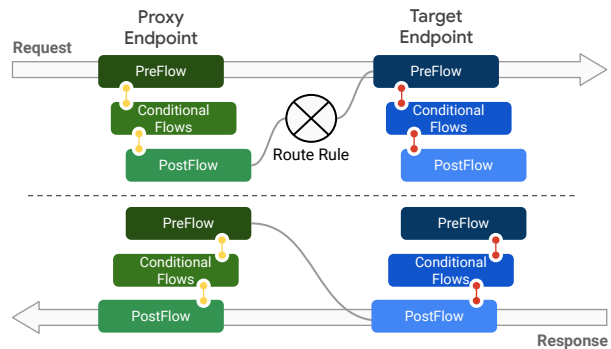 Proxy
Endpoint
Target
Endpoint
Request
PreFlow
PreFlow
Conditional
Flows
Conditional
Flows
Route Rule
PostFlow
PostFlow
PreFlow
PreFlow
Conditional
Flows
Conditional
Flows
PostFlow
PostFlow
Response